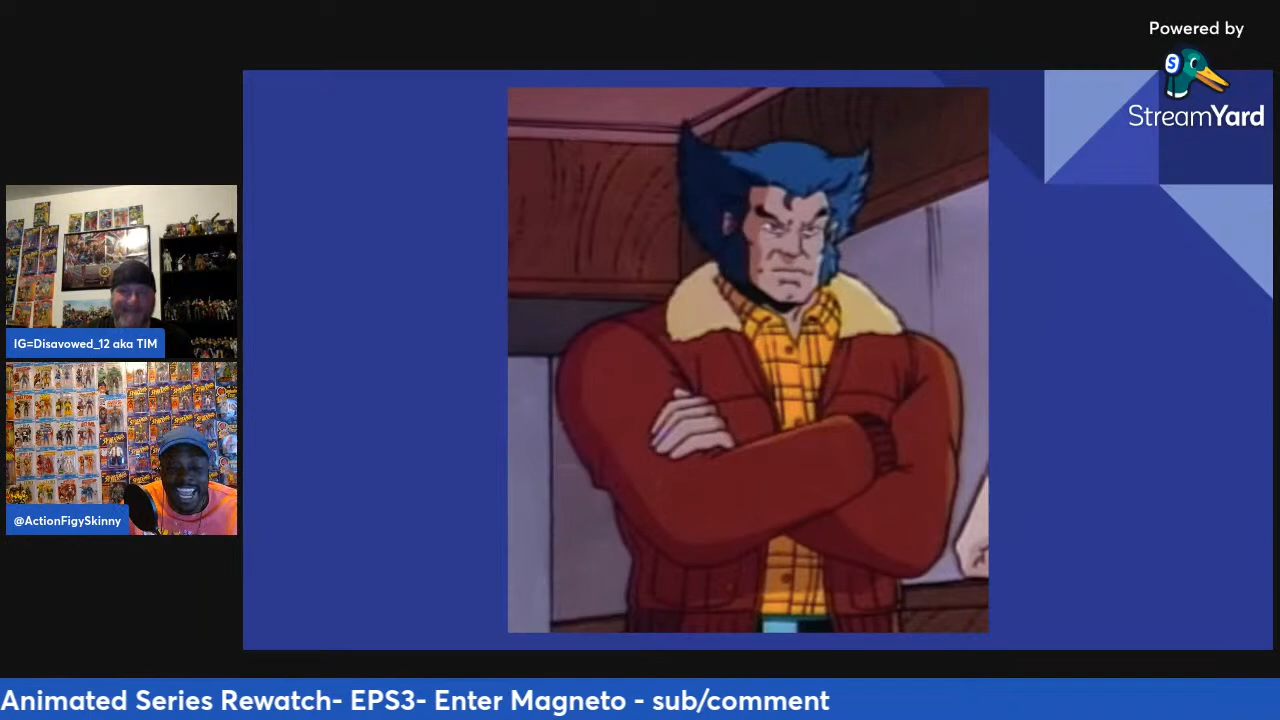 Powered by
StreamYard
IG=Disavowed_12 aka TIM
@ActionFigySkinny
Animated Series Rewatch- EPS3- Enter Magneto - sub/comment